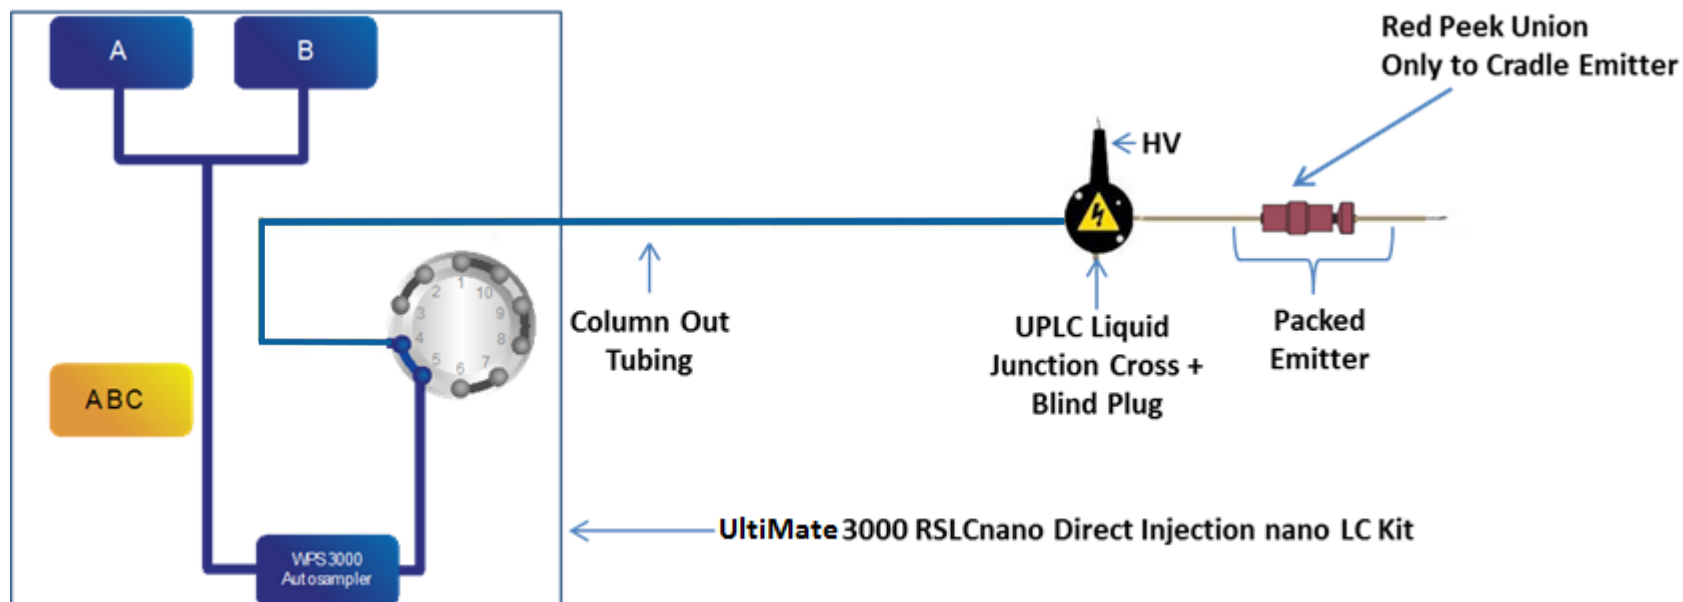 A
B
Red Peek Union
Only to Cradle Emitter
HV
1
2
10
3
9
4
8
5
7
6
Column Out
Tubing
UPLC Liquid
Junction Cross +
Blind Plug
Packed
Emitter
ABC
UltiMate 3000 RSLCnano Direct Injection nano LC Kit
WPS3000
Autosampler